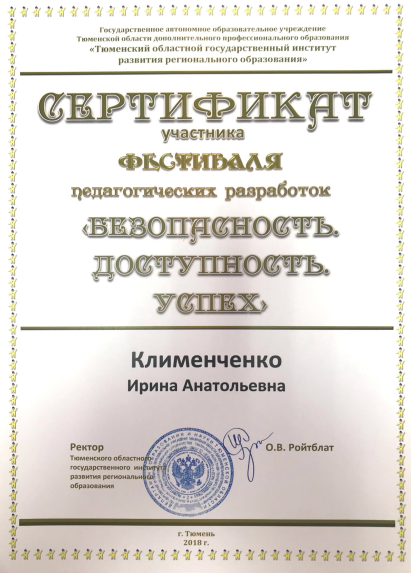 Государственное автономное образовательное учреждение
Тюменской области дополнительного профессионального образования
«Тюменский областной государственный институт
развития регионального образования»
СЕРТИФИКАТ
участника
ФЕСТИВАЛЯ
педагогических разработок
«БЕЗОПАСНОСТЬ.
ДОСТУПНОСТЬ.
УСПЕХ»
Клименченко
Ирина Анатольевна
Ректор
О.В. Ройтблат
Тюменского областного
государственного института
развития регионального
образования
г. Тюмень
2018 г.